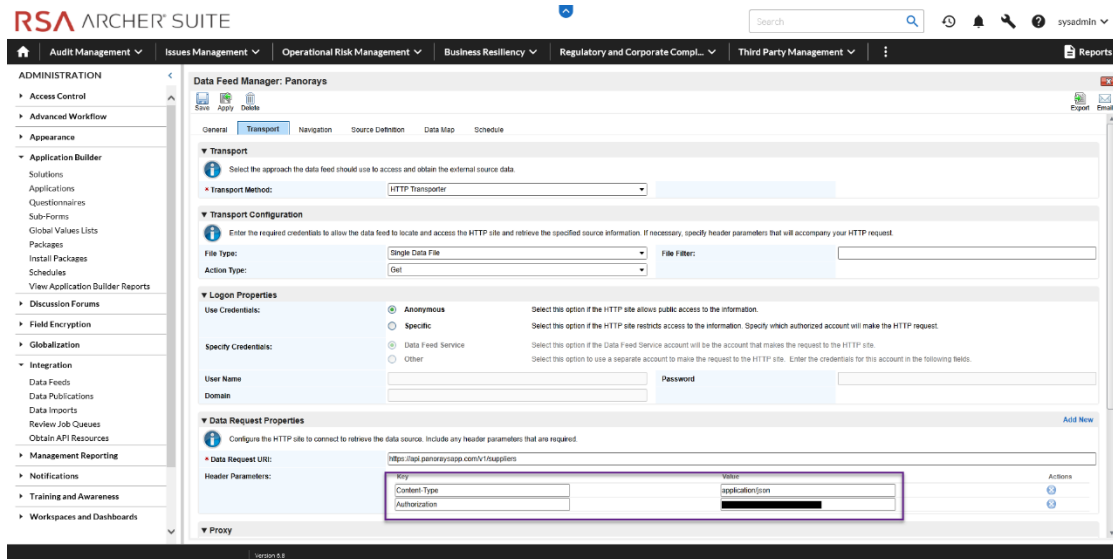 RSA ARCHER® SUITE
Search
sysadmin
Audit Management
Issues Management
Operational Risk Management
Business Resiliency
Regulatory and Corporate Compl...
Third Party Management
Reports
ADMINISTRATION
Access Control
Advanced Workflow
Appearance
Application Builder
Solutions
Applications
Questionnaires
Sub-Forms
Global Values Lists
Packages
Install Packages
Schedules
View Application Builder Reports
Discussion Forums
Field Encryption
Globalization
Integration
Data Feeds
Data Publications
Data Imports
Review Job Queues
Obtain API Resources
Management Reporting
Notifications
Training and Awareness
Workspaces and Dashboards
Data Feed Manager: Panorays
Save Apply Delete
Export Email
General Transport Navigation Source Definition Data Map Schedule
Transport
Select the approach the data feed should use to access and obtain the external source data.
* Transport Method: HTTP Transporter
Transport Configuration
Enter the required credentials to allow the data feed to locate and access the HTTP site and retrieve the specified source information. If necessary, specify header parameters that will accompany your HTTP request.
File Type: Single Data File File Filter:
Action Type: Get
Logon Properties
Use Credentials: Anonymous Select this option if the HTTP site allows public access to the information.
Specific Select this option if the HTTP site restricts access to the information. Specify which authorized account will make the HTTP request.
Specify Credentials: Data Feed Service Select this option if the Data Feed Service account will be the account that makes the request to the HTTP site.
Other Select this option to use a separate account to make the request to the HTTP site. Enter the credentials for this account in the following fields.
User Name Password
Domain
Data Request Properties Add New
Configure the HTTP site to connect to retrieve the data source. Include any header parameters that are required.
* Data Request URI: https://api.panoraysapp.com/v1/suppliers
Header Parameters: Key Value Actions
Content-Type application/json
Authorization
Proxy
Version 6.8